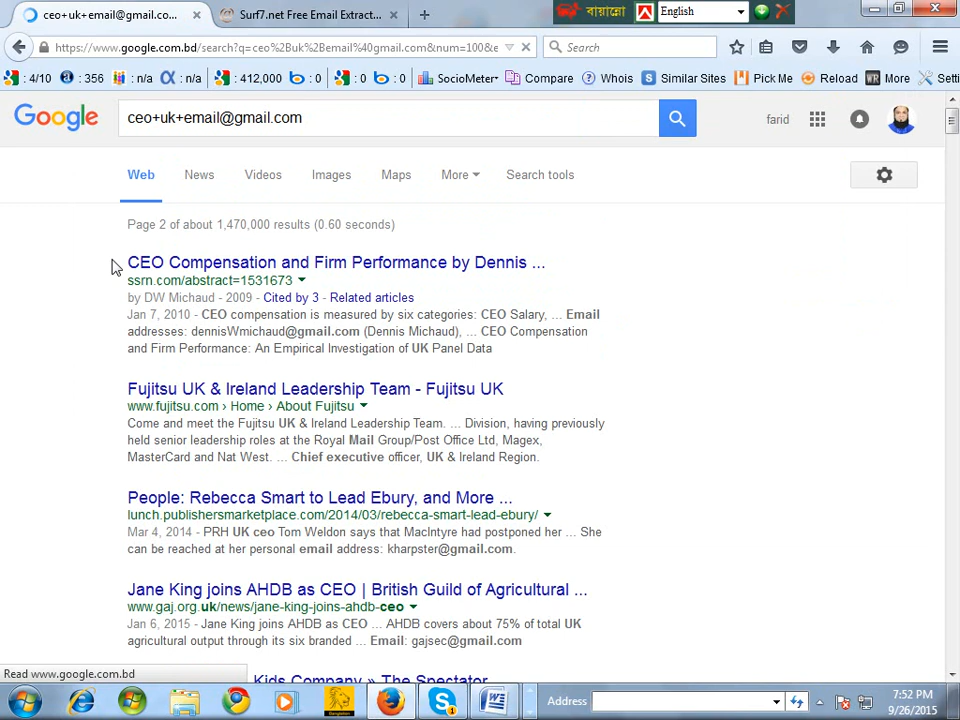 ceo+uk+email@gmail.co...
Surf7.net Free Email Extract...
বায়ান্নো
English
https://www.google.com.bd/search?q=ceo%2Buk%2Bemail%40gmail.com&num=100&e
Search
: 4/10 : 356 : n/a : n/a : 412,000 : 0 : 0 : 0 SocioMeter Compare Whois Similar Sites Pick Me Reload WR More Setti
Google
ceo+uk+email@gmail.com
farid
Web News Videos Images Maps More Search tools
Page 2 of about 1,470,000 results (0.60 seconds)
CEO Compensation and Firm Performance by Dennis ...
ssrn.com/abstract=1531673
by DW Michaud - 2009 - Cited by 3 - Related articles
Jan 7, 2010 - CEO compensation is measured by six categories: CEO Salary, ... Email
addresses: dennisWmichaud@gmail.com (Dennis Michaud), ... CEO Compensation
and Firm Performance: An Empirical Investigation of UK Panel Data
Fujitsu UK & Ireland Leadership Team - Fujitsu UK
www.fujitsu.com › Home › About Fujitsu
Come and meet the Fujitsu UK & Ireland Leadership Team. ... Division, having previously
held senior leadership roles at the Royal Mail Group/Post Office Ltd, Magex,
MasterCard and Nat West. ... Chief executive officer, UK & Ireland Region.
People: Rebecca Smart to Lead Ebury, and More ...
lunch.publishersmarketplace.com/2014/03/rebecca-smart-lead-ebury/
Mar 4, 2014 - PRH UK ceo Tom Weldon says that MacIntyre had postponed her ... She
can be reached at her personal email address: kharpster@gmail.com.
Jane King joins AHDB as CEO | British Guild of Agricultural ...
www.gaj.org.uk/news/jane-king-joins-ahdb-ceo
Jan 6, 2015 - Jane King joins AHDB as CEO ... AHDB covers about 75% of total UK
agricultural output through its six branded ... Email: gajsec@gmail.com
Kids Company » The Spectator
Read www.google.com.bd
Address
7:52 PM
9/26/2015